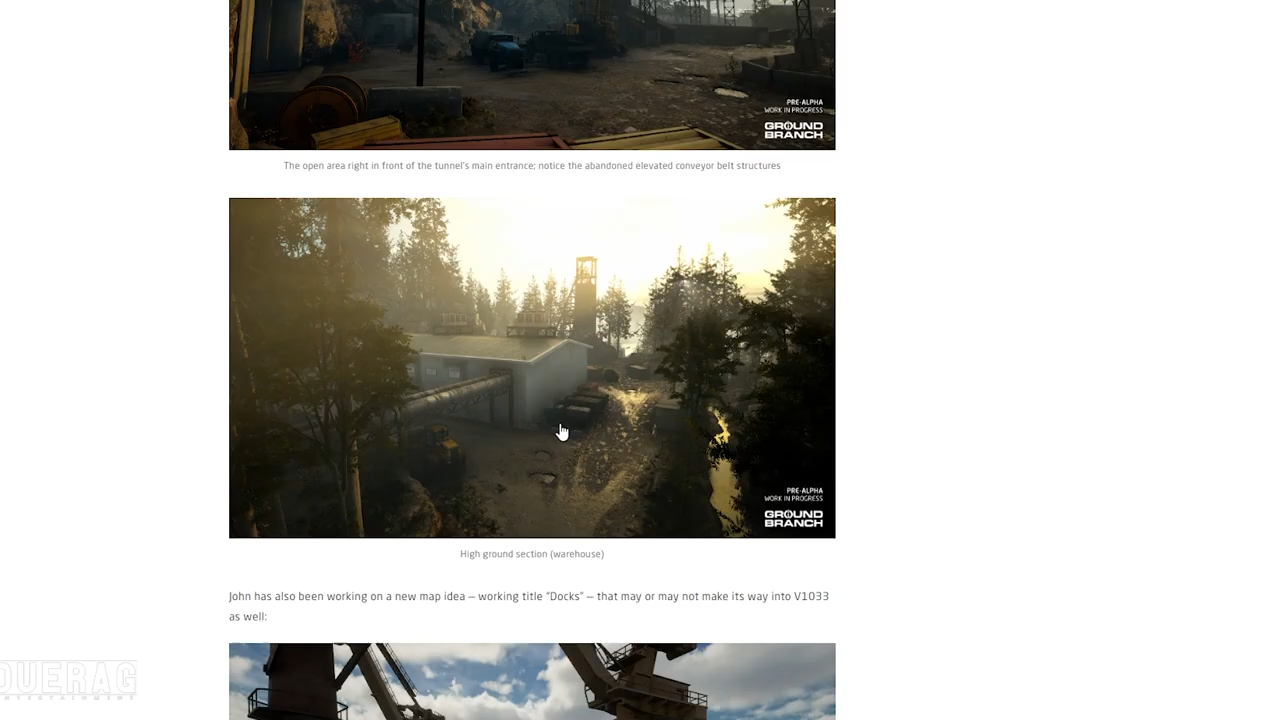 PRE-ALPHA
WORK IN PROGRESS
GROUND
BRANCH
The open area right in front of the tunnel's main entrance; notice the abandoned elevated conveyor belt structures
PRE-ALPHA
WORK IN PROGRESS
GROUND
BRANCH
High ground section (warehouse)
John has also been working on a new map idea — working title "Docks" — that may or may not make its way into V1033
as well: